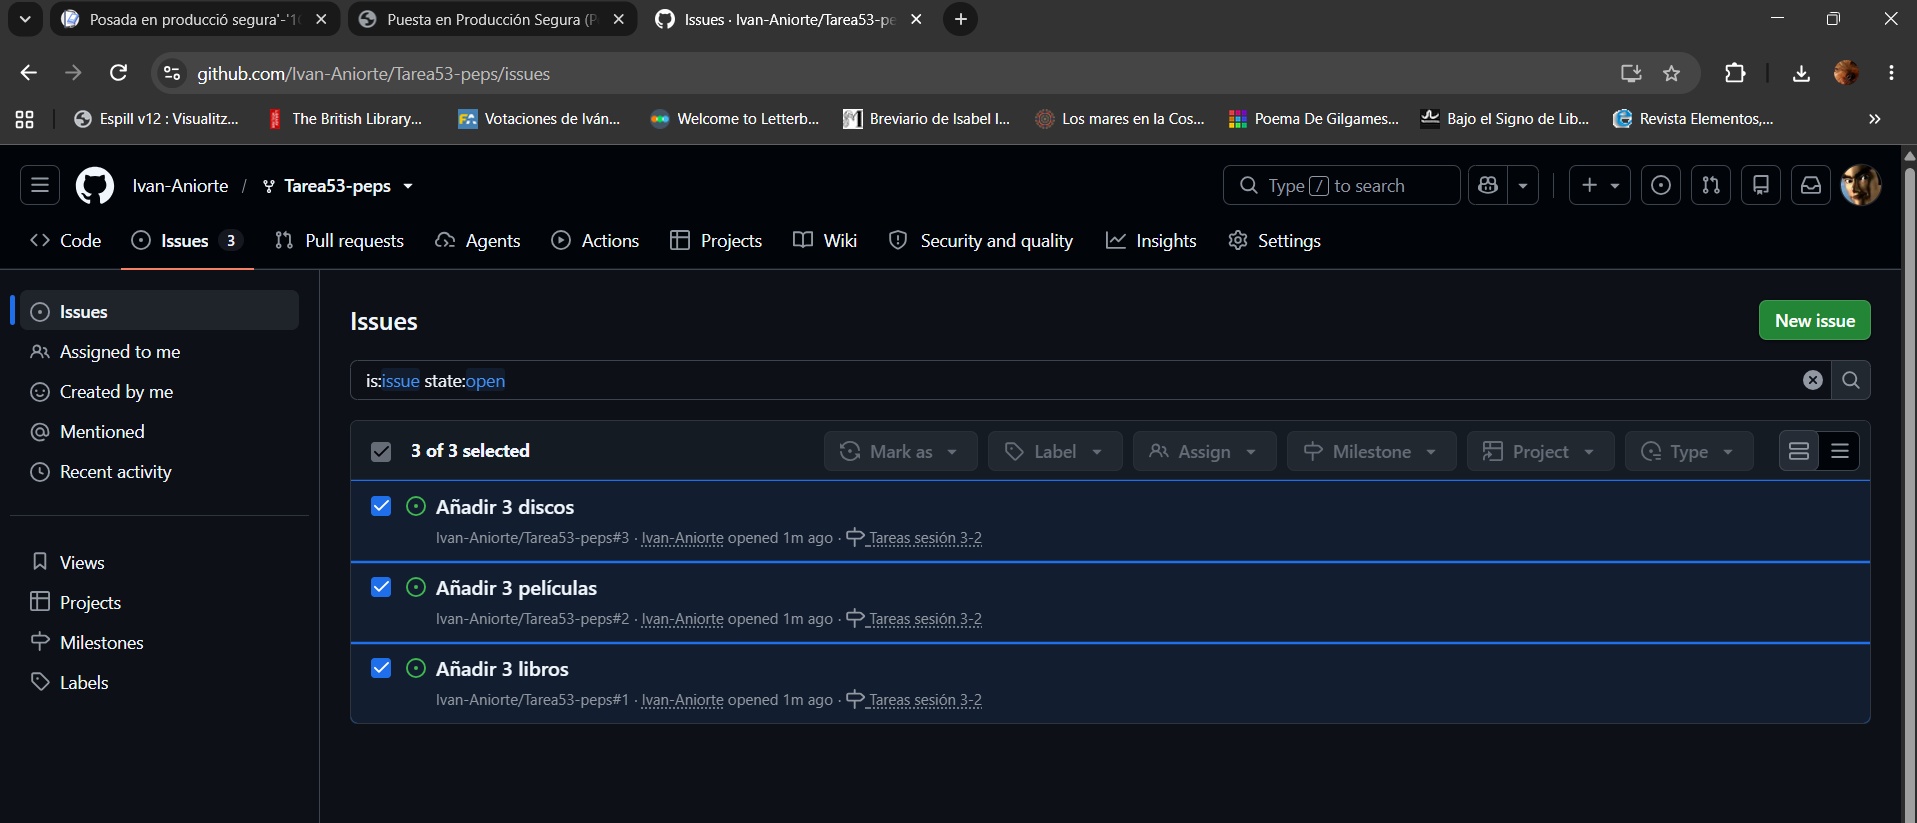 Posada en producció segura'-'1
Puesta en Producción Segura (P
Issues · Ivan-Aniorte/Tarea53-pe
github.com/Ivan-Aniorte/Tarea53-peps/issues
Espill v12 : Visualitz...
The British Library...
Votaciones de Iván...
Welcome to Letterb...
Breviario de Isabel I...
Los mares en la Cos...
Poema De Gilgames...
Bajo el Signo de Lib...
Revista Elementos,...
Ivan-Aniorte / Tarea53-peps
Type / to search
Code
Issues 3
Pull requests
Agents
Actions
Projects
Wiki
Security and quality
Insights
Settings
Issues
Assigned to me
Created by me
Mentioned
Recent activity
Views
Projects
Milestones
Labels
Issues
New issue
is:issue state:open
3 of 3 selected
Mark as
Label
Assign
Milestone
Project
Type
Añadir 3 discos
Ivan-Aniorte/Tarea53-peps#3 · Ivan-Aniorte opened 1m ago · Tareas sesión 3-2
Añadir 3 películas
Ivan-Aniorte/Tarea53-peps#2 · Ivan-Aniorte opened 1m ago · Tareas sesión 3-2
Añadir 3 libros
Ivan-Aniorte/Tarea53-peps#1 · Ivan-Aniorte opened 1m ago · Tareas sesión 3-2